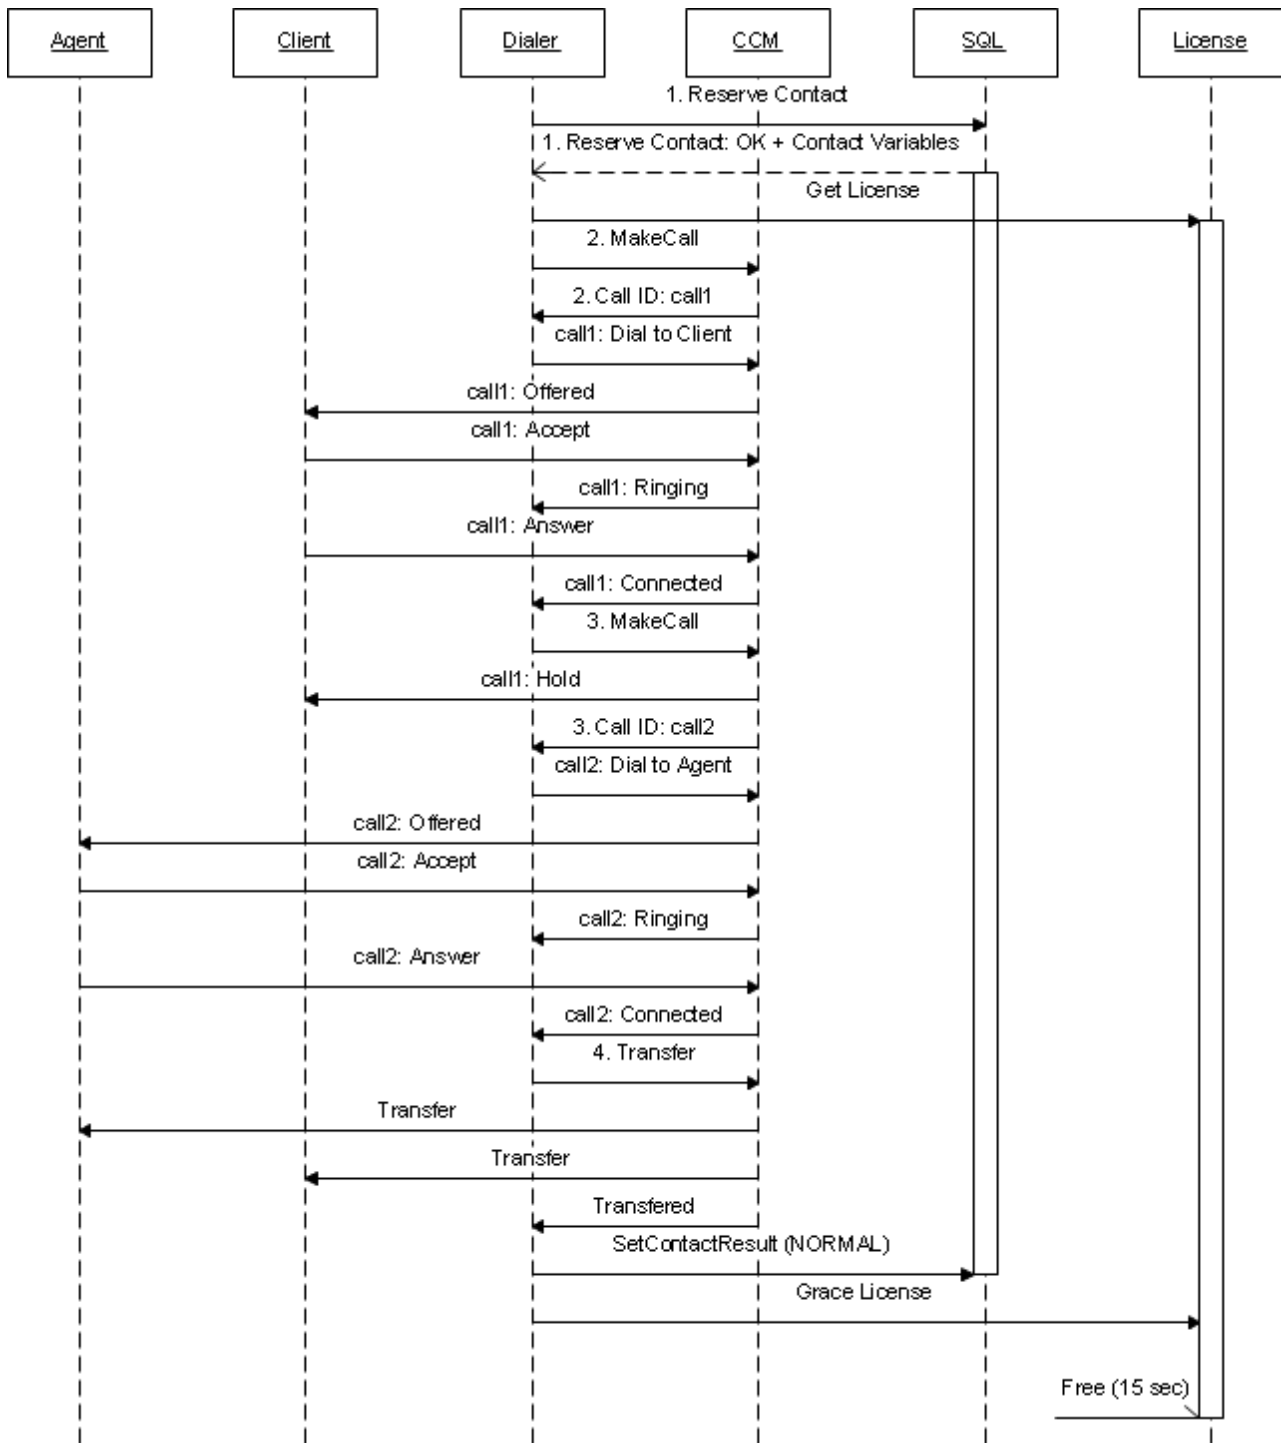 Agent
Client
Dialer
CCM
SQL
License
1. Reserve Contact
1. Reserve Contact: OK + Contact Variables
Get License
2. MakeCall
2. Call ID: call1
call1: Dial to Client
call1: Offered
call1: Accept
call1: Ringing
call1: Answer
call1: Connected
3. MakeCall
call1: Hold
3. Call ID: call2
call2: Dial to Agent
call2: Offered
call2: Accept
call2: Ringing
call2: Answer
call2: Connected
4. Transfer
Transfer
Transfer
Transfered
SetContactResult (NORMAL)
Grace License
Free (15 sec)